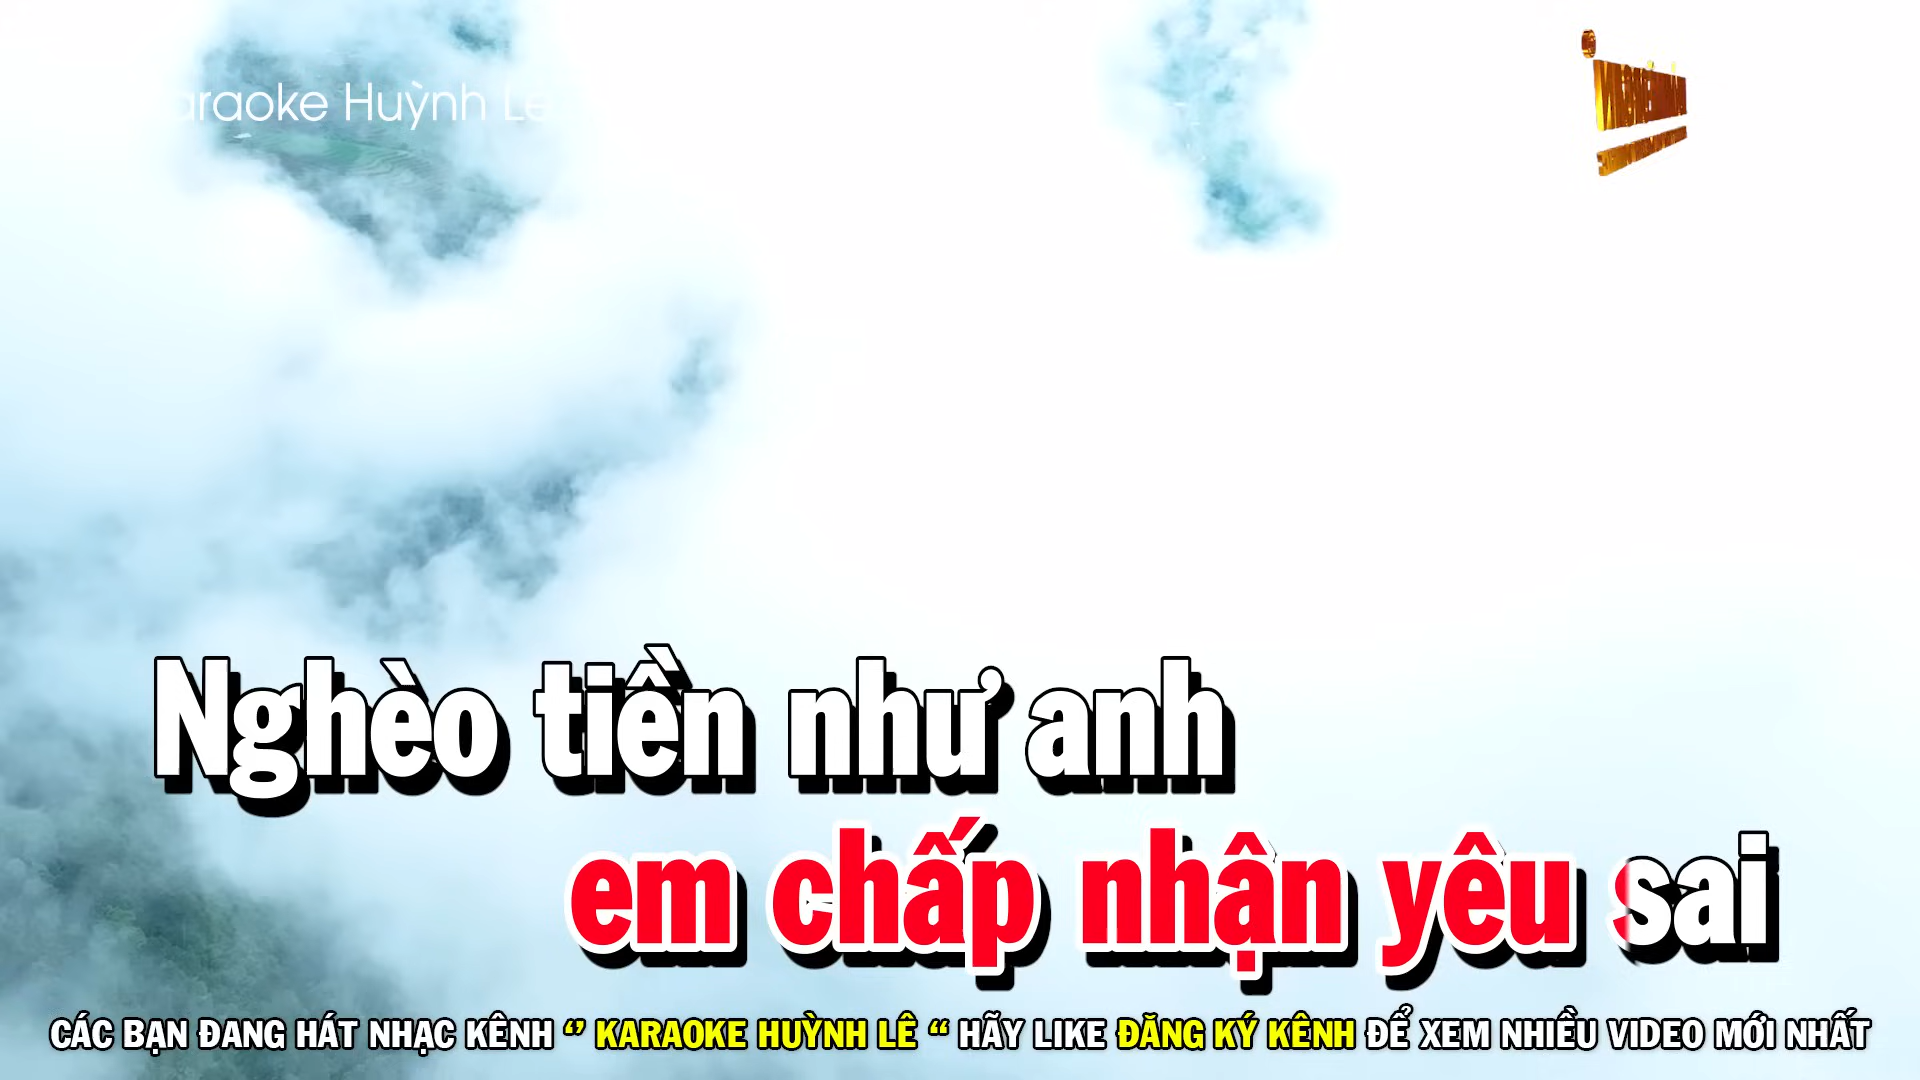 Karaoke Huỳnh Lê
Nghèo tiền như anh
em chấp nhận yêu sai
CÁC BẠN ĐANG HÁT NHẠC KÊNH “ KARAOKE HUỲNH LÊ “ HÃY LIKE ĐĂNG KÝ KÊNH ĐỂ XEM NHIỀU VIDEO MỚI NHẤT